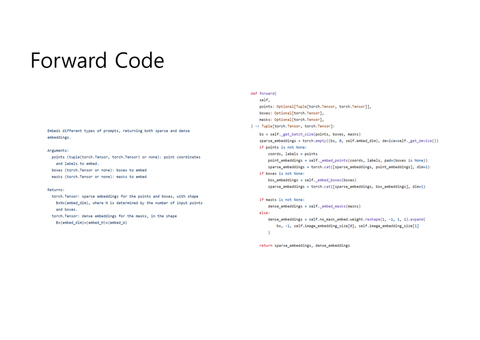 Forward Code
Embed different types of prompts, returning both sparse and dense
embeddings.
Arguments:
points (tuple(torch.Tensor, torch.Tensor) or none): point coordinates
and labels to embed.
boxes (torch.Tensor or none): boxes to embed
masks (torch.Tensor or none): masks to embed
Returns:
torch.Tensor: sparse embeddings for the points and boxes, with shape
BxNx(embed_dim), where N is determined by the number of input points
and boxes.
torch.Tensor: dense embeddings for the masks, in the shape
Bx(embed_dim)x(embed_H)x(embed_W)
def forward(
self,
points: Optional[Tuple[torch.Tensor, torch.Tensor]],
boxes: Optional[torch.Tensor],
masks: Optional[torch.Tensor],
) -> Tuple[torch.Tensor, torch.Tensor]:
bs = self._get_batch_size(points, boxes, masks)
sparse_embeddings = torch.empty((bs, 0, self.embed_dim), device=self._get_device())
if points is not None:
coords, labels = points
point_embeddings = self._embed_points(coords, labels, pad=(boxes is None))
sparse_embeddings = torch.cat([sparse_embeddings, point_embeddings], dim=1)
if boxes is not None:
box_embeddings = self._embed_boxes(boxes)
sparse_embeddings = torch.cat([sparse_embeddings, box_embeddings], dim=1)
if masks is not None:
dense_embeddings = self._embed_masks(masks)
else:
dense_embeddings = self.no_mask_embed.weight.reshape(1, -1, 1, 1).expand(
bs, -1, self.image_embedding_size[0], self.image_embedding_size[1]
)
return sparse_embeddings, dense_embeddings